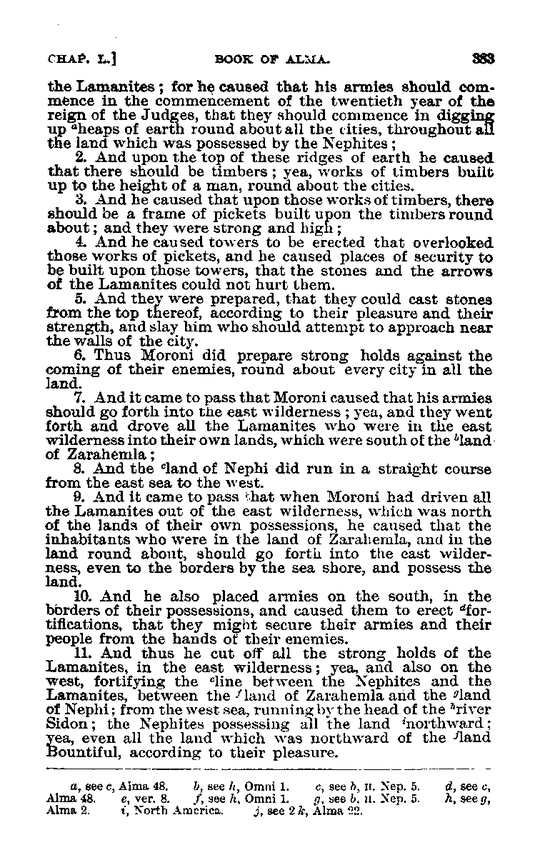 CHAP. L.] BOOK OF ALMA. 383
the Lamanites; for he caused that his armies should com-
mence in the commencement of the twentieth year of the
reign of the Judges, that they should commence in digging
up ᵃheaps of earth round about all the cities, throughout all
the land which was possessed by the Nephites;
2. And upon the top of these ridges of earth he caused
that there should be timbers; yea, works of timbers built
up to the height of a man, round about the cities.
3. And he caused that upon those works of timbers, there
should be a frame of pickets built upon the timbers round
about; and they were strong and high;
4. And he caused towers to be erected that overlooked
those works of pickets, and he caused places of security to
be built upon those towers, that the stones and the arrows
of the Lamanites could not hurt them.
5. And they were prepared, that they could cast stones
from the top thereof, according to their pleasure and their
strength, and slay him who should attempt to approach near
the walls of the city.
6. Thus Moroni did prepare strong holds against the
coming of their enemies, round about every city in all the
land.
7. And it came to pass that Moroni caused that his armies
should go forth into the east wilderness; yea, and they went
forth and drove all the Lamanites who were in the east
wilderness into their own lands, which were south of the ᵇland
of Zarahemla;
8. And the ᶜland of Nephi did run in a straight course
from the east sea to the west.
9. And it came to pass that when Moroni had driven all
the Lamanites out of the east wilderness, which was north
of the lands of their own possessions, he caused that the
inhabitants who were in the land of Zarahemla, and in the
land round about, should go forth into the east wilder-
ness, even to the borders by the sea shore, and possess the
land.
10. And he also placed armies on the south, in the
borders of their possessions, and caused them to erect ᵈfor-
tifications, that they might secure their armies and their
people from the hands of their enemies.
11. And thus he cut off all the strong holds of the
Lamanites, in the east wilderness; yea, and also on the
west, fortifying the ᵉline between the Nephites and the
Lamanites, between the ᶠland of Zarahemla and the ᵍland
of Nephi; from the west sea, running by the head of the ʰriver
Sidon; the Nephites possessing all the land ⁱnorthward;
yea, even all the land which was northward of the ʲland
Bountiful, according to their pleasure.
a, see c, Alma 48. b, see h, Omni 1. c, see b, II. Nep. 5. d, see c,
Alma 48. e, ver. 8. f, see h, Omni 1. g, see b, II. Nep. 5. h, see g,
Alma 2. i, North America. j, see 2 k, Alma 22.